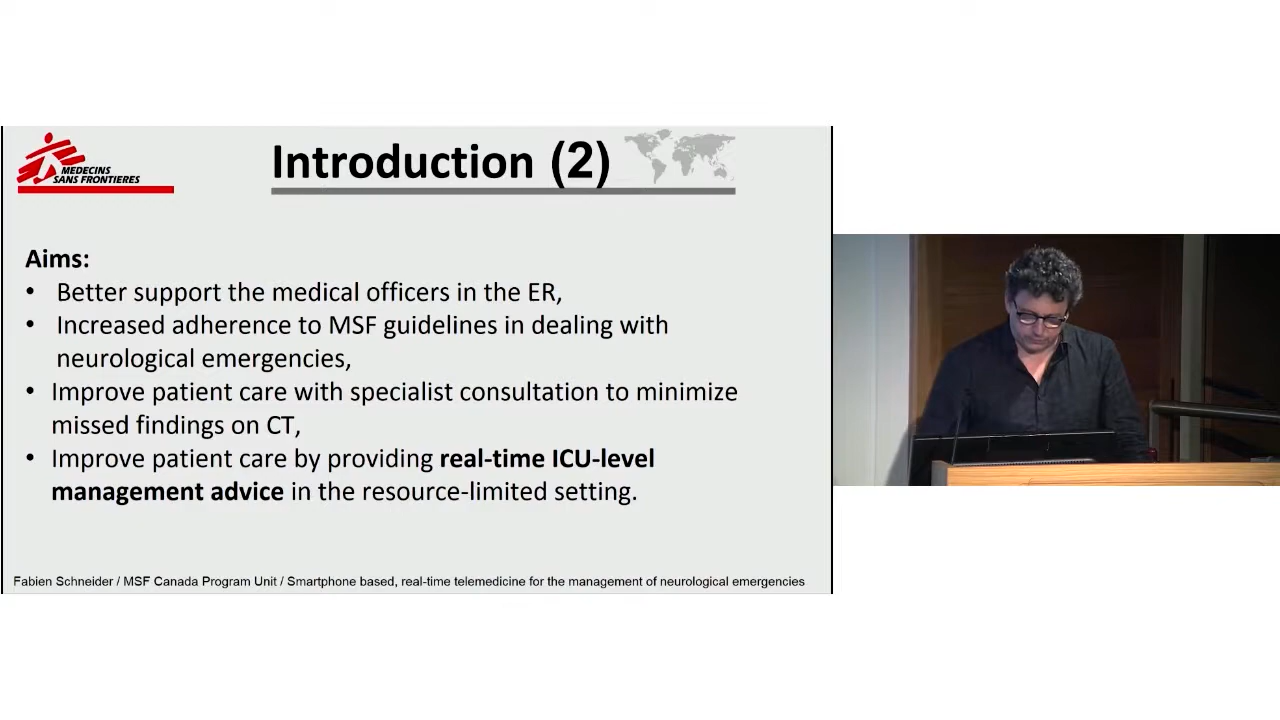 MEDECINS
SANS FRONTIERES
Introduction (2)
Aims:
• Better support the medical officers in the ER,
• Increased adherence to MSF guidelines in dealing with
neurological emergencies,
• Improve patient care with specialist consultation to minimize
missed findings on CT,
• Improve patient care by providing real-time ICU-level
management advice in the resource-limited setting.
Fabien Schneider / MSF Canada Program Unit / Smartphone based, real-time telemedicine for the management of neurological emergencies